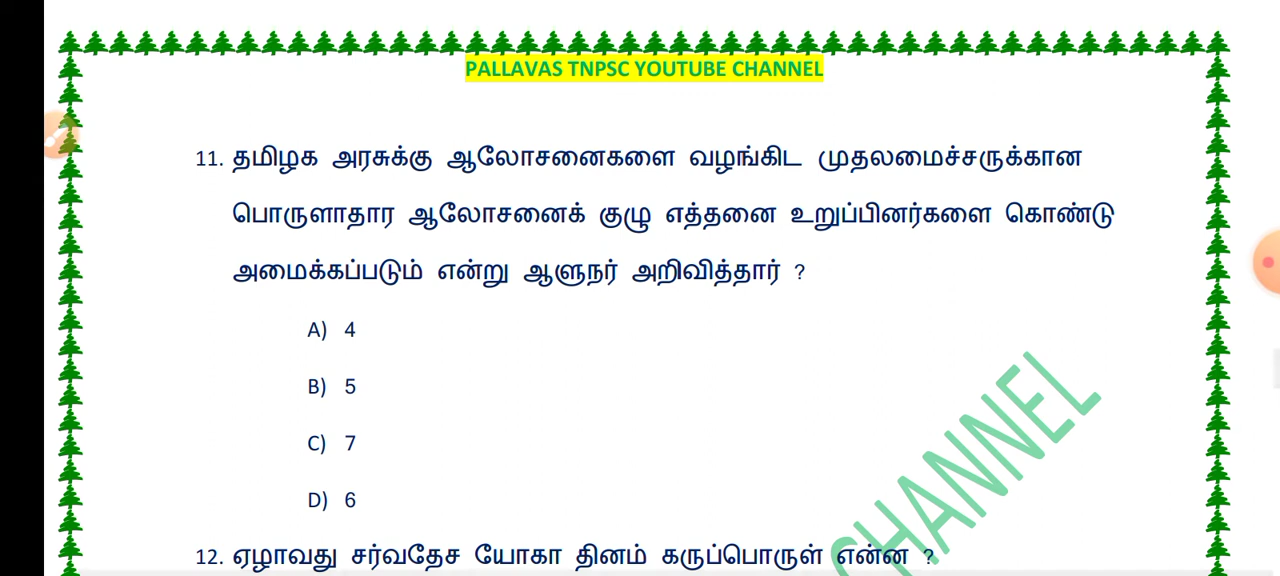 PALLAVAS TNPSC YOUTUBE CHANNEL
11. தமிழக அரசுக்கு ஆலோசனைகளை வழங்கிட முதலமைச்சருக்கான
பொருளாதார ஆலோசனைக் குழு எத்தனை உறுப்பினர்களை கொண்டு
அமைக்கப்படும் என்று ஆளுநர் அறிவித்தார் ?
A) 4
B) 5
C) 7
D) 6
CHANNEL
12. ஏழாவது சர்வதேச யோகா தினம் கருப்பொருள் என்ன ?